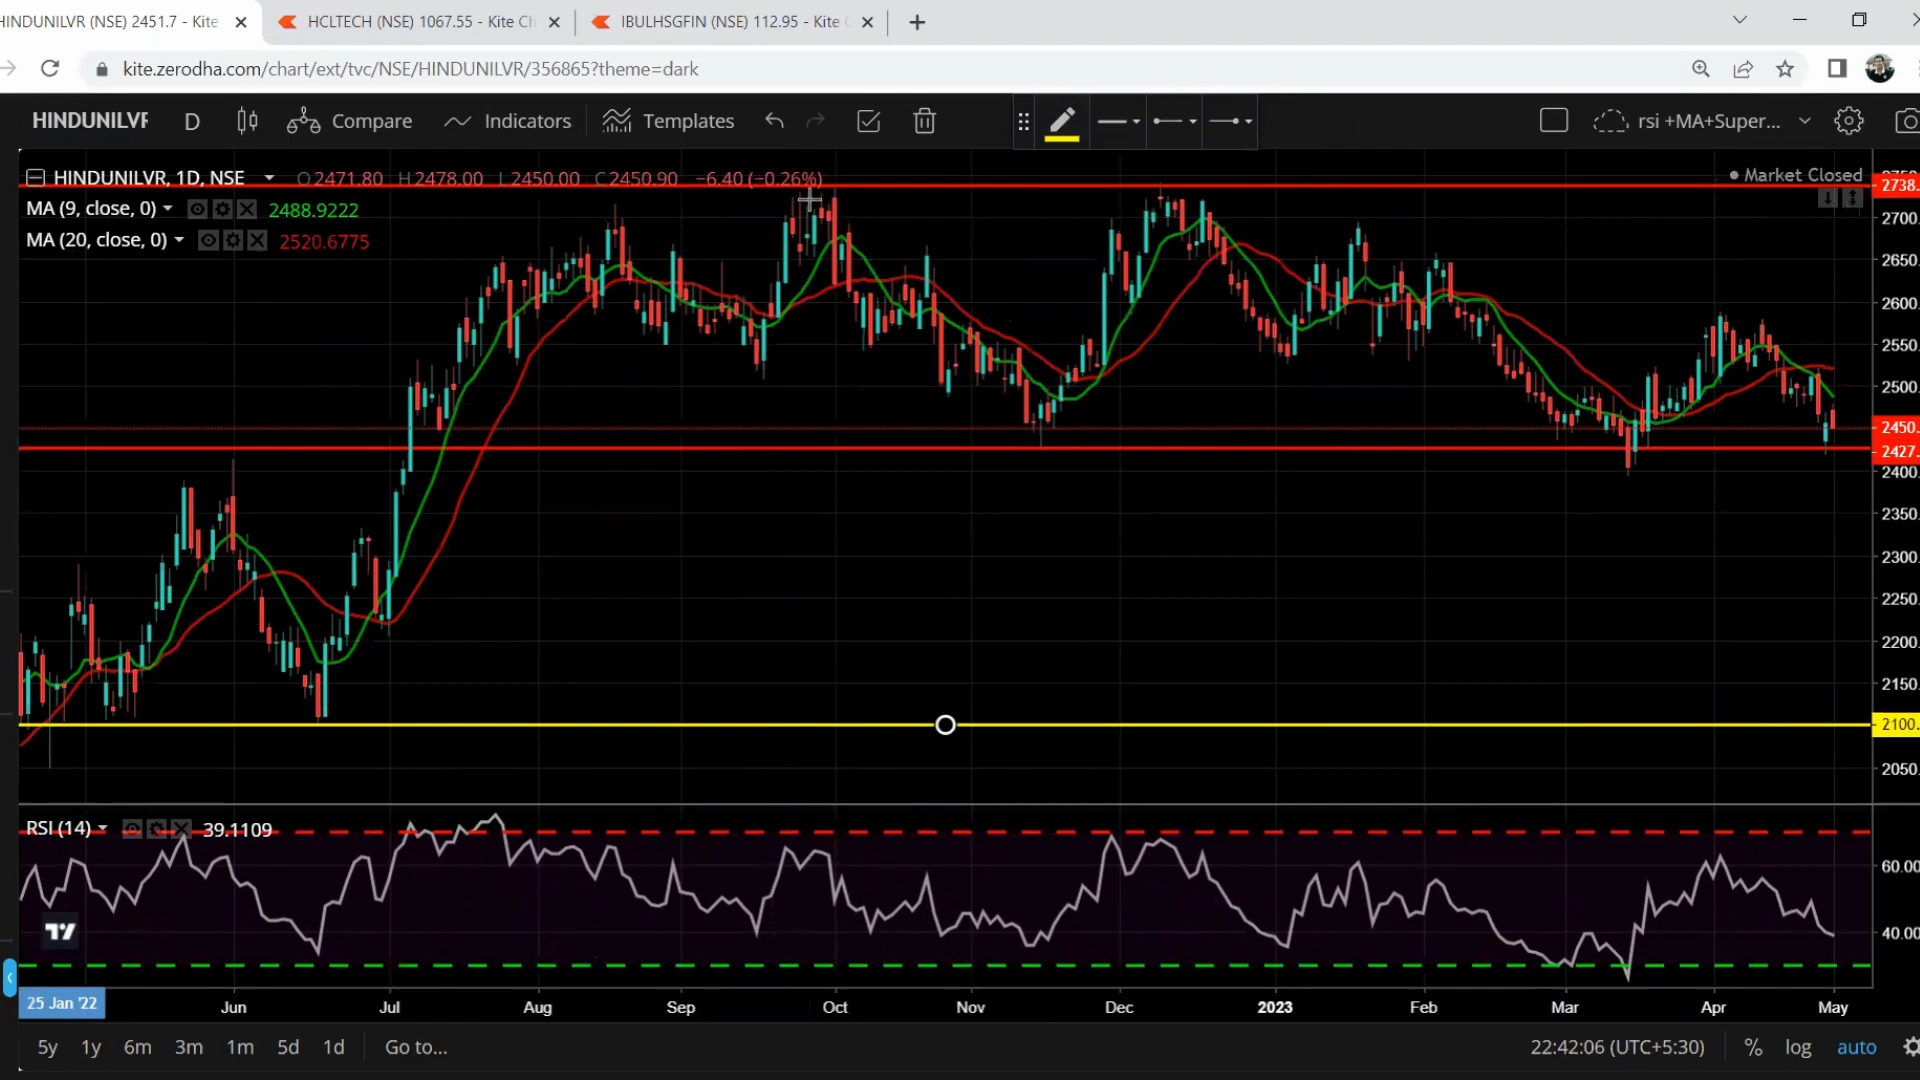 HINDUNILVR (NSE) 2451.7 - Kite
HCLTECH (NSE) 1067.55 - Kite Ch
IBULHSGFIN (NSE) 112.95 - Kite C
kite.zerodha.com/chart/ext/tvc/NSE/HINDUNILVR/356865?theme=dark
HINDUNILVR D Compare Indicators Templates rsi +MA+Super...
HINDUNILVR, 1D, NSE O2471.80 H2478.00 L2450.00 C2450.90 −6.40 (−0.26%)
Market Closed
MA (9, close, 0) 2488.9222
MA (20, close, 0) 2520.6775
2738.
2700.
2650.
2600.
2550.
2500.
2450.
2427.
2400.
2350.
2300.
2250.
2200.
2150.
2100.
2050.
RSI (14) 39.1109
60.00
40.00
25 Jan '22 Jun Jul Aug Sep Oct Nov Dec 2023 Feb Mar Apr May
5y 1y 6m 3m 1m 5d 1d Go to... 22:42:06 (UTC+5:30) % log auto